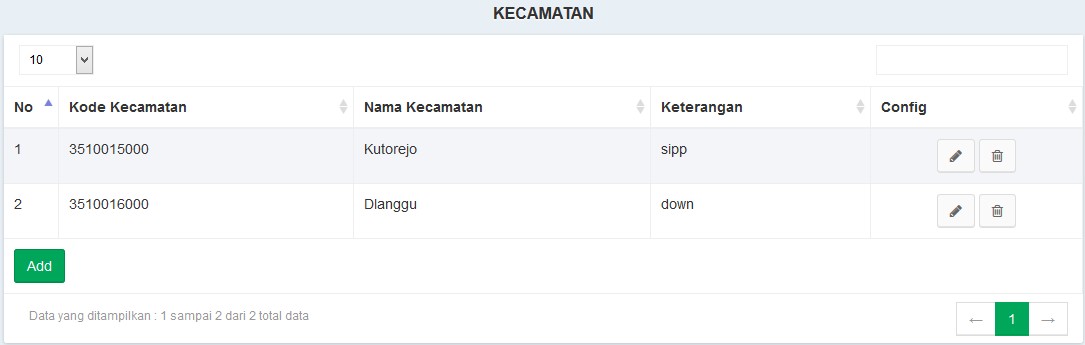 KECAMATAN
10
No Kode Kecamatan Nama Kecamatan Keterangan Config
1 3510015000 Kutorejo sipp
2 3510016000 Dlanggu down
Add
Data yang ditampilkan : 1 sampai 2 dari 2 total data
← 1 →